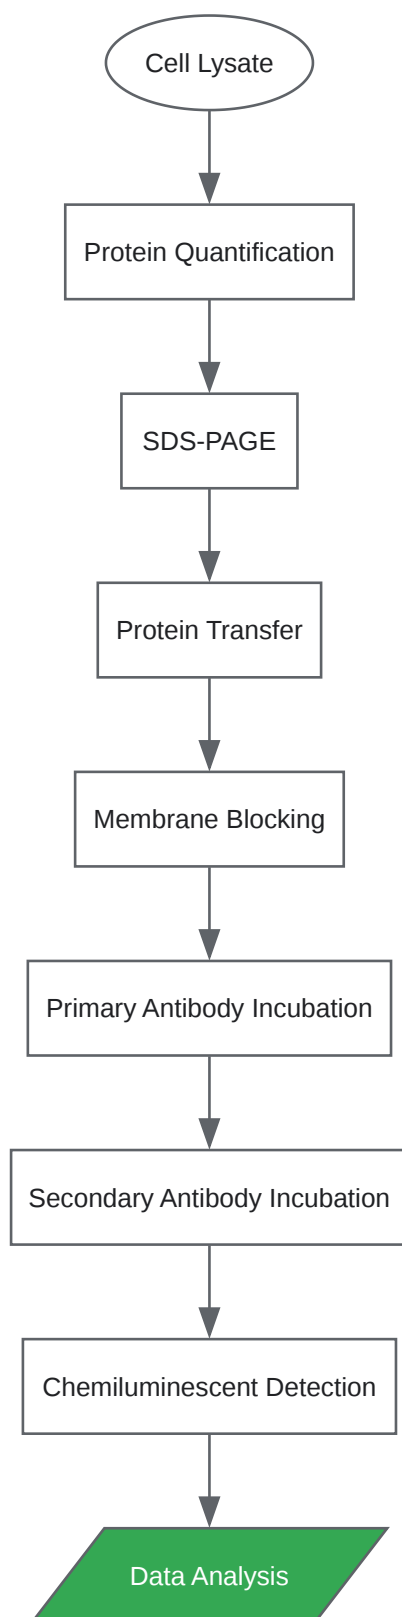 Cell Lysate
Protein Quantification
SDS-PAGE
Protein Transfer
Membrane Blocking
Primary Antibody Incubation
Secondary Antibody Incubation
Chemiluminescent Detection
Data Analysis